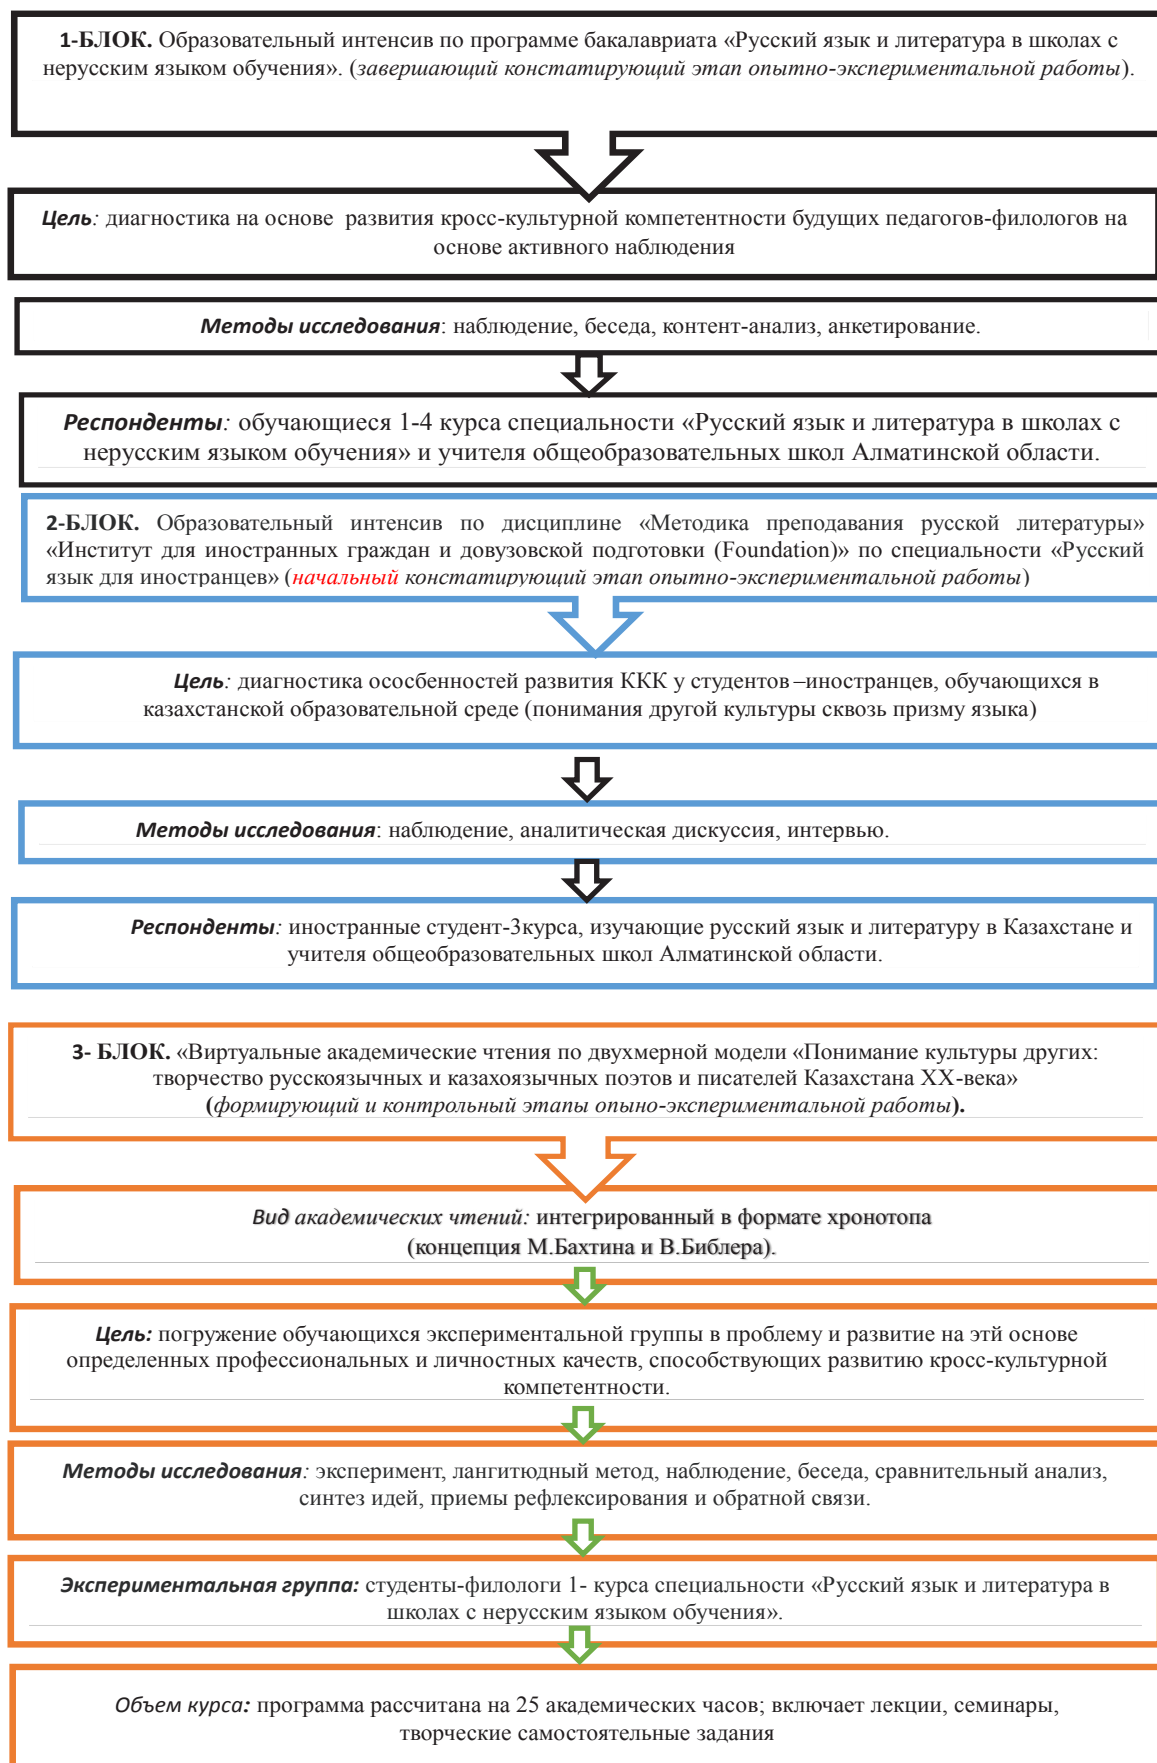 1-БЛОК. Образовательный интенсив по программе бакалавриата «Русский язык и литература в школах с
нерусским языком обучения». (завершающий констатирующий этап опытно-экспериментальной работы).
Цель: диагностика на основе развития кросс-культурной компетентности будущих педагогов-филологов на
основе активного наблюдения
Методы исследования: наблюдение, беседа, контент-анализ, анкетирование.
Респонденты: обучающиеся 1-4 курса специальности «Русский язык и литература в школах с
нерусским языком обучения» и учителя общеобразовательных школ Алматинской области.
2-БЛОК. Образовательный интенсив по дисциплине «Методика преподавания русской литературы»
«Институт для иностранных граждан и довузовской подготовки (Foundation)» по специальности «Русский
язык для иностранцев» (начальный констатирующий этап опытно-экспериментальной работы)
Цель: диагностика ососбенностей развития ККК у студентов –иностранцев, обучающихся в
казахстанской образовательной среде (понимания другой культуры сквозь призму языка)
Методы исследования: наблюдение, аналитическая дискуссия, интервью.
Респонденты: иностранные студент-3курса, изучающие русский язык и литературу в Казахстане и
учителя общеобразовательных школ Алматинской области.
3- БЛОК. «Виртуальные академические чтения по двухмерной модели «Понимание культуры других:
творчество русскоязычных и казахоязычных поэтов и писателей Казахстана ХХ-века»
(формирующий и контрольный этапы опыно-экспериментальной работы).
Вид академических чтений: интегрированный в формате хронотопа
(концепция М.Бахтина и В.Библера).
Цель: погружение обучающихся экспериментальной группы в проблему и развитие на этй основе
определенных профессиональных и личностных качеств, способствующих развитию кросс-культурной
компетентности.
Методы исследования: эксперимент, лангитюдный метод, наблюдение, беседа, сравнительный анализ,
синтез идей, приемы рефлексирования и обратной связи.
Экспериментальная группа: студенты-филологи 1- курса специальности «Русский язык и литература в
школах с нерусским языком обучения».
Объем курса: программа рассчитана на 25 академических часов; включает лекции, семинары,
творческие самостоятельные задания